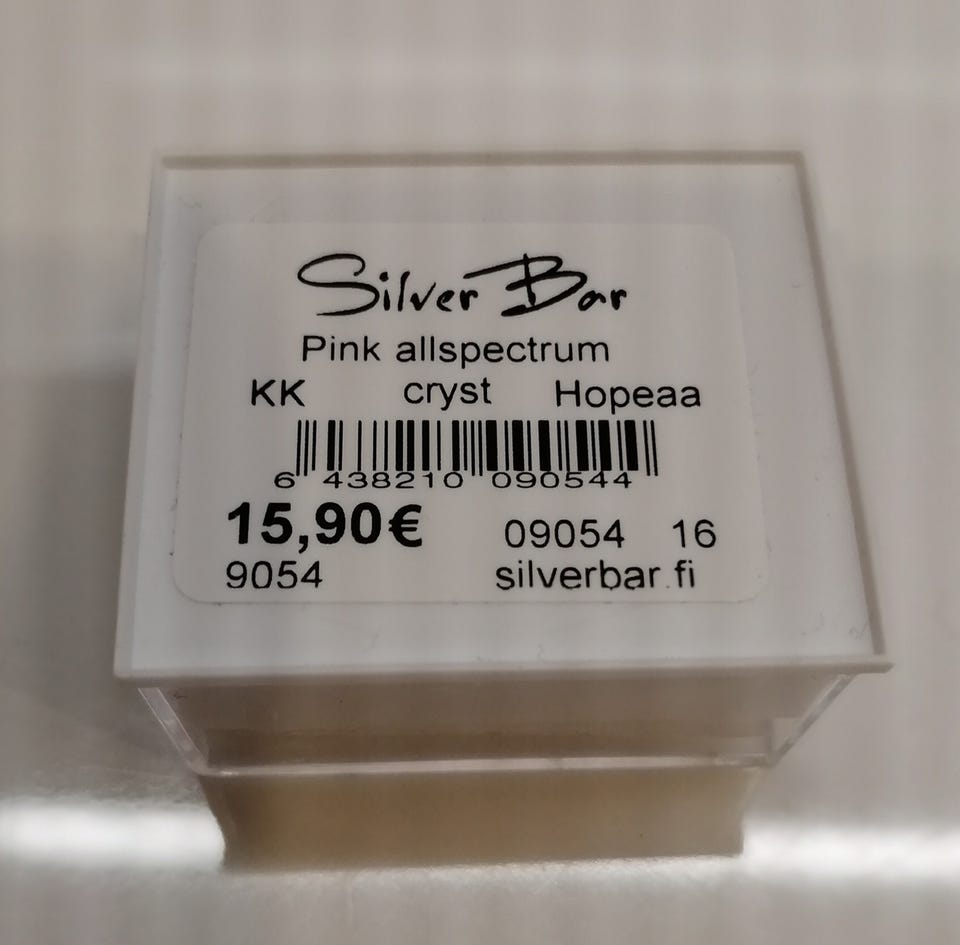 Silver Bar
Pink allspectrum
KK cryst Hopeaa
6 438210 090544
15,90€ 09054 16
9054 silverbar.fi